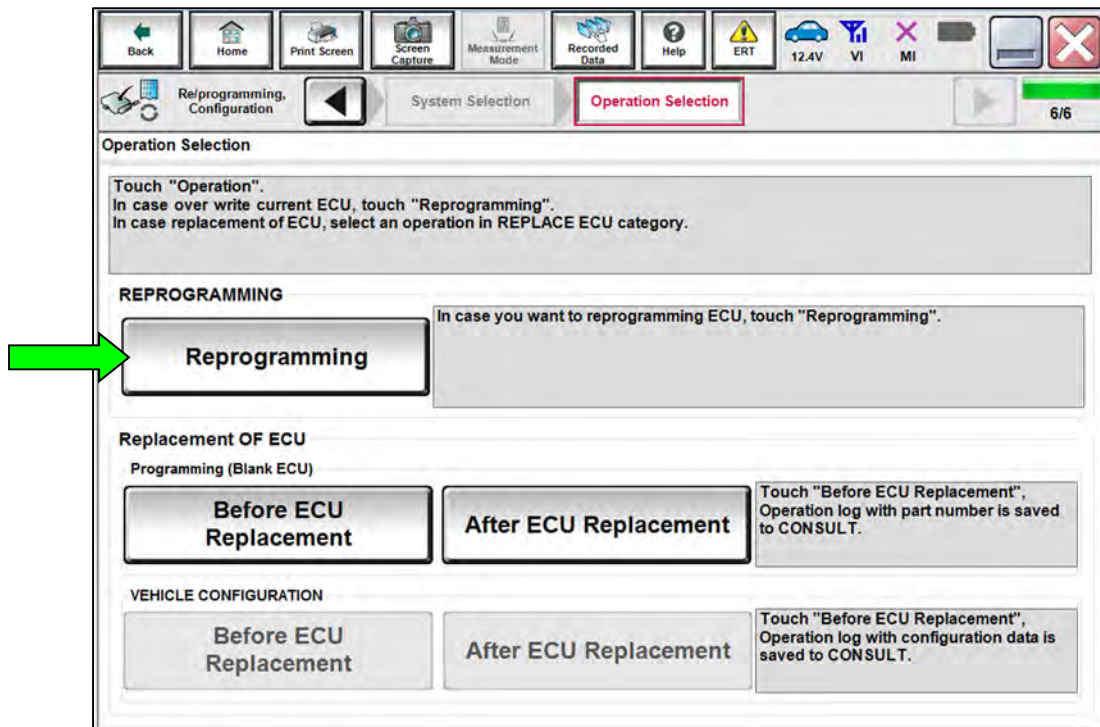 Back
Home
Print Screen
Screen
Capture
Measurement
Mode
Recorded
Data
Help
ERT
12.4V
VI
MI
Re/programming,
Configuration
System Selection
Operation Selection
6/6
Operation Selection
Touch "Operation".
In case over write current ECU, touch "Reprogramming".
In case replacement of ECU, select an operation in REPLACE ECU category.
REPROGRAMMING
Reprogramming
In case you want to reprogramming ECU, touch "Reprogramming".
Replacement OF ECU
Programming (Blank ECU)
Before ECU
Replacement
After ECU Replacement
Touch "Before ECU Replacement",
Operation log with part number is saved
to CONSULT.
VEHICLE CONFIGURATION
Before ECU
Replacement
After ECU Replacement
Touch "Before ECU Replacement",
Operation log with configuration data is
saved to CONSULT.